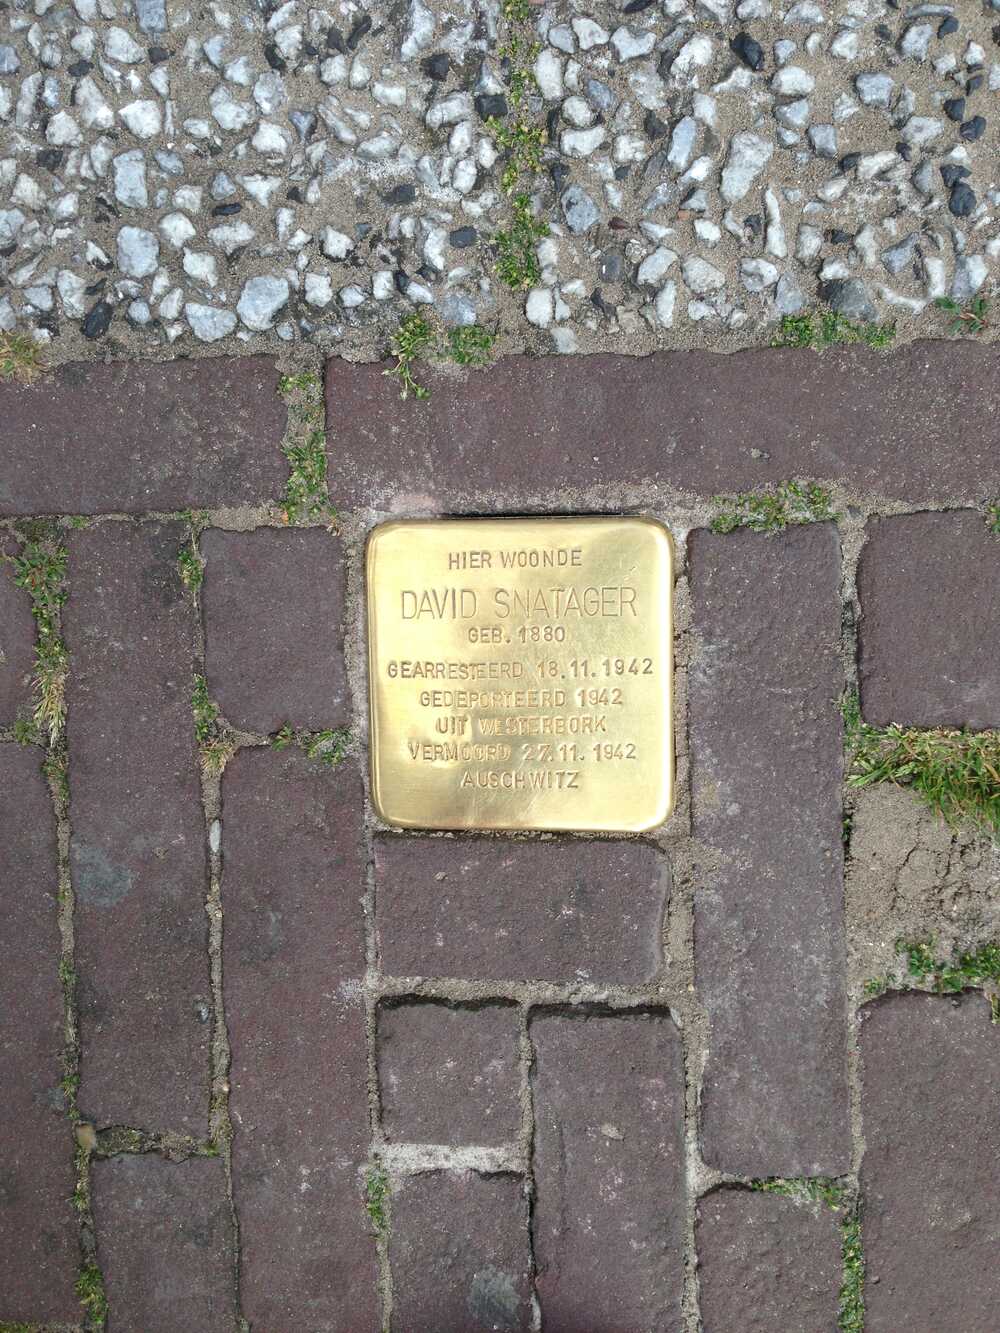 HIER WOONDE
DAVID SNATAGER
GEB. 1880
GEARRESTEERD 18.11.1942
GEDEPORTEERD 1942
UIT WESTERBORK
VERMOORD 27.11.1942
AUSCHWITZ